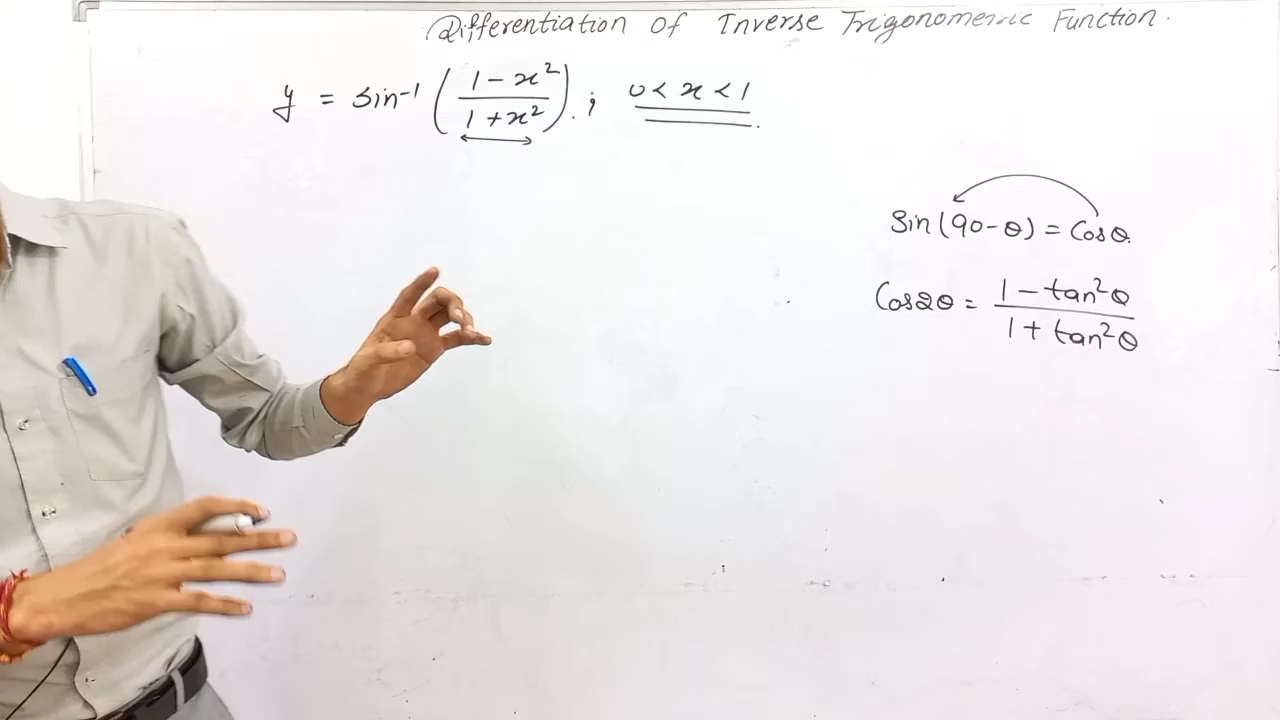 Differentiation Of Inverse Trigonometric Function.
y = sin⁻¹ ( (1 - x²) / (1 + x²) ). ; 0 < x < 1 .
Sin(90-θ) = Cosθ.
Cos2θ = (1 - tan²θ) / (1 + tan²θ)